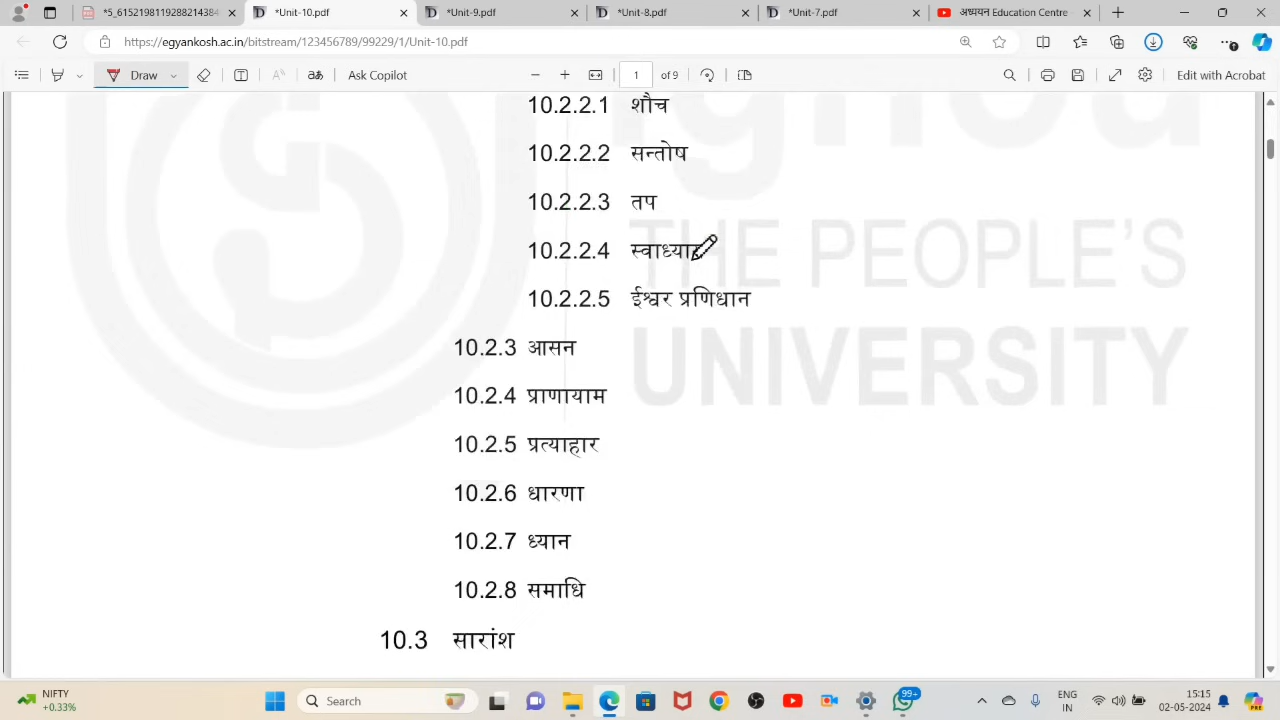 *5_6152198119288214384
*Unit-10.pdf
*Unit-9.pdf
*Unit-8.pdf
*Unit-7.pdf
अध्ययन Education Centre -
https://egyankosh.ac.in/bitstream/123456789/99229/1/Unit-10.pdf
Draw
Ask Copilot
1 of 9
Edit with Acrobat
10.2.2.1 शौच
10.2.2.2 सन्तोष
10.2.2.3 तप
10.2.2.4
10.2.2.5 ईश्वर प्रणिधान
10.2.3 आसन
10.2.4 प्राणायाम
10.2.5 प्रत्याहार
10.2.6 धारणा
10.2.7 ध्यान
10.2.8 समाधि
10.3 सारांश
THE PEOPLE'S
UNIVERSITY
NIFTY
+0.33%
Search
99+
ENG
IN
15:15
02-05-2024